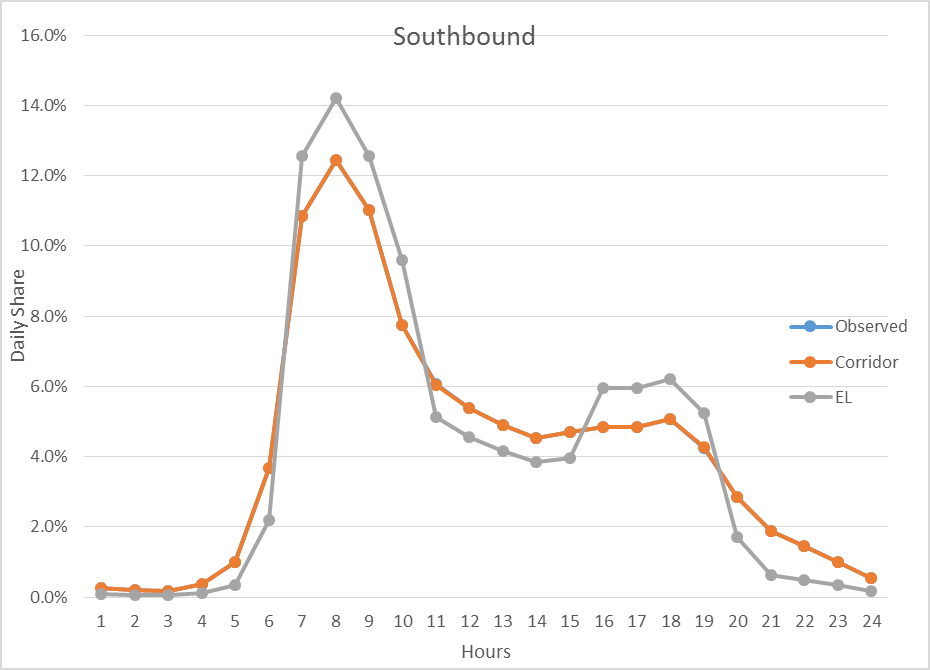 Southbound
16.0%
14.0%
12.0%
10.0%
8.0%
6.0%
4.0%
2.0%
0.0%
Daily Share
1 2 3 4 5 6 7 8 9 10 11 12 13 14 15 16 17 18 19 20 21 22 23 24
Hours
Observed
Corridor
EL